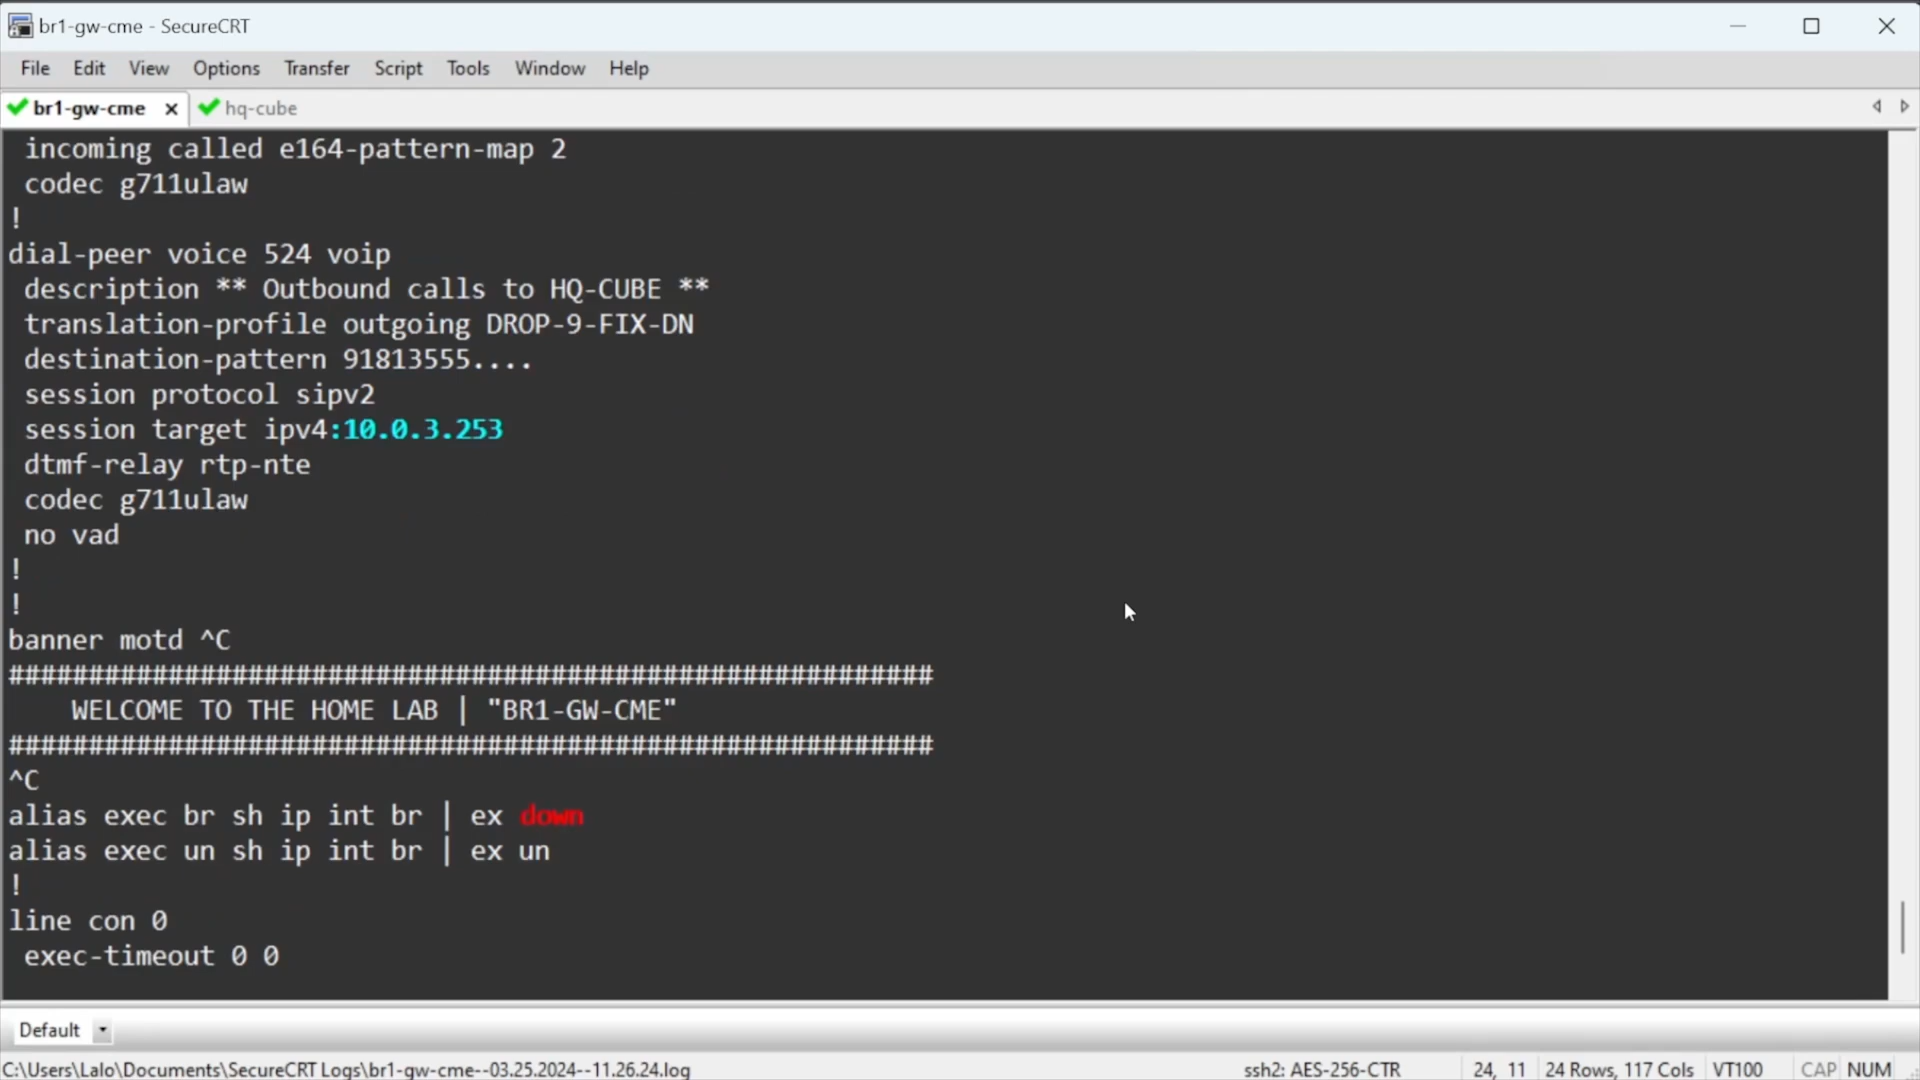 br1-gw-cme - SecureCRT
File Edit View Options Transfer Script Tools Window Help
br1-gw-cme hq-cube
incoming called e164-pattern-map 2
codec g711ulaw
!
dial-peer voice 524 voip
description ** Outbound calls to HQ-CUBE **
translation-profile outgoing DROP-9-FIX-DN
destination-pattern 91813555....
session protocol sipv2
session target ipv4:10.0.3.253
dtmf-relay rtp-nte
codec g711ulaw
no vad
!
!
banner motd ^C
##########################################################
WELCOME TO THE HOME LAB | "BR1-GW-CME"
##########################################################
^C
alias exec br sh ip int br | ex down
alias exec un sh ip int br | ex un
!
line con 0
exec-timeout 0 0
Default
C:\Users\Lalo\Documents\SecureCRT Logs\br1-gw-cme--03.25.2024--11.26.24.log ssh2: AES-256-CTR 24, 11 24 Rows, 117 Cols VT100 CAP NUM